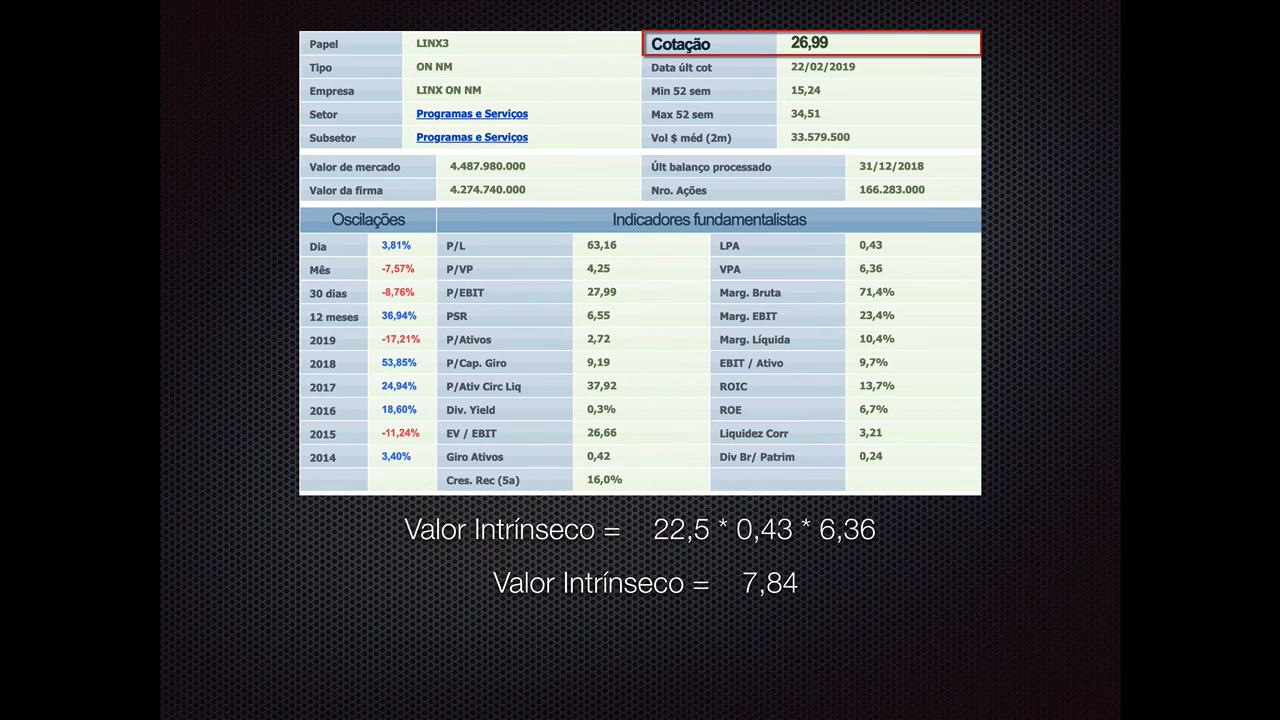 Papel LINX3 Cotação 26,99
Tipo ON NM Data últ cot 22/02/2019
Empresa LINX ON NM Min 52 sem 15,24
Setor Programas e Serviços Max 52 sem 34,51
Subsetor Programas e Serviços Vol $ méd (2m) 33.579.500
Valor de mercado 4.487.980.000 Últ balanço processado 31/12/2018
Valor da firma 4.274.740.000 Nro. Ações 166.283.000
Oscilações Indicadores fundamentalistas
Dia 3,81% P/L 63,16 LPA 0,43
Mês -7,57% P/VP 4,25 VPA 6,36
30 dias -8,76% P/EBIT 27,99 Marg. Bruta 71,4%
12 meses 36,94% PSR 6,55 Marg. EBIT 23,4%
2019 -17,21% P/Ativos 2,72 Marg. Líquida 10,4%
2018 53,85% P/Cap. Giro 9,19 EBIT / Ativo 9,7%
2017 24,94% P/Ativ Circ Liq 37,92 ROIC 13,7%
2016 18,60% Div. Yield 0,3% ROE 6,7%
2015 -11,24% EV / EBIT 26,66 Liquidez Corr 3,21
2014 3,40% Giro Ativos 0,42 Div Br/ Patrim 0,24
Cres. Rec (5a) 16,0%
Valor Intrínseco = 22,5 * 0,43 * 6,36
Valor Intrínseco = 7,84